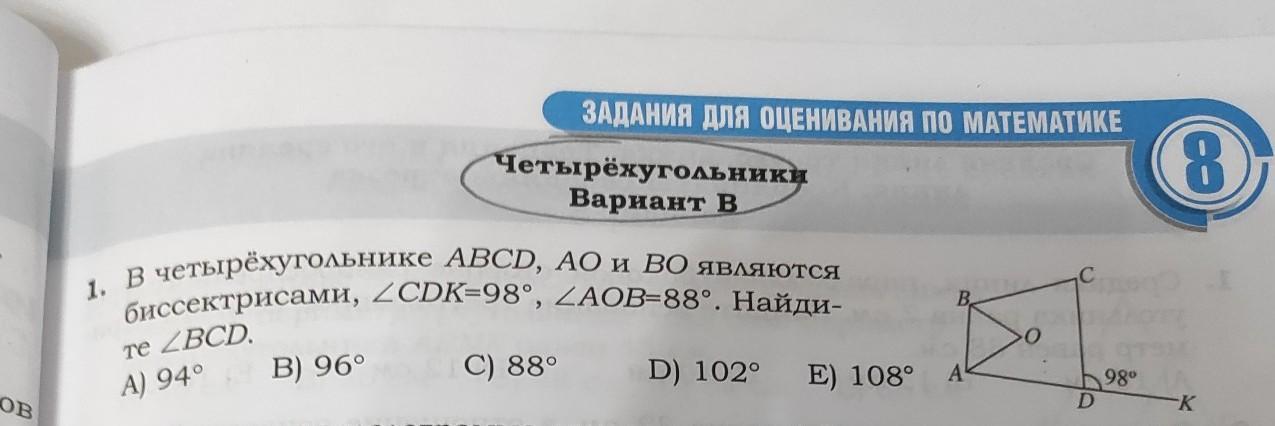 ЗАДАНИЯ ДЛЯ ОЦЕНИВАНИЯ ПО МАТЕМАТИКЕ
8
Четырёхугольники
Вариант В
1. В четырёхугольнике ABCD, AO и BO являются
биссектрисами, ∠CDK=98°, ∠AOB=88°. Найди-
те ∠BCD.
A) 94° B) 96° C) 88° D) 102° E) 108°
C
B
O
A
98°
D
K
ов